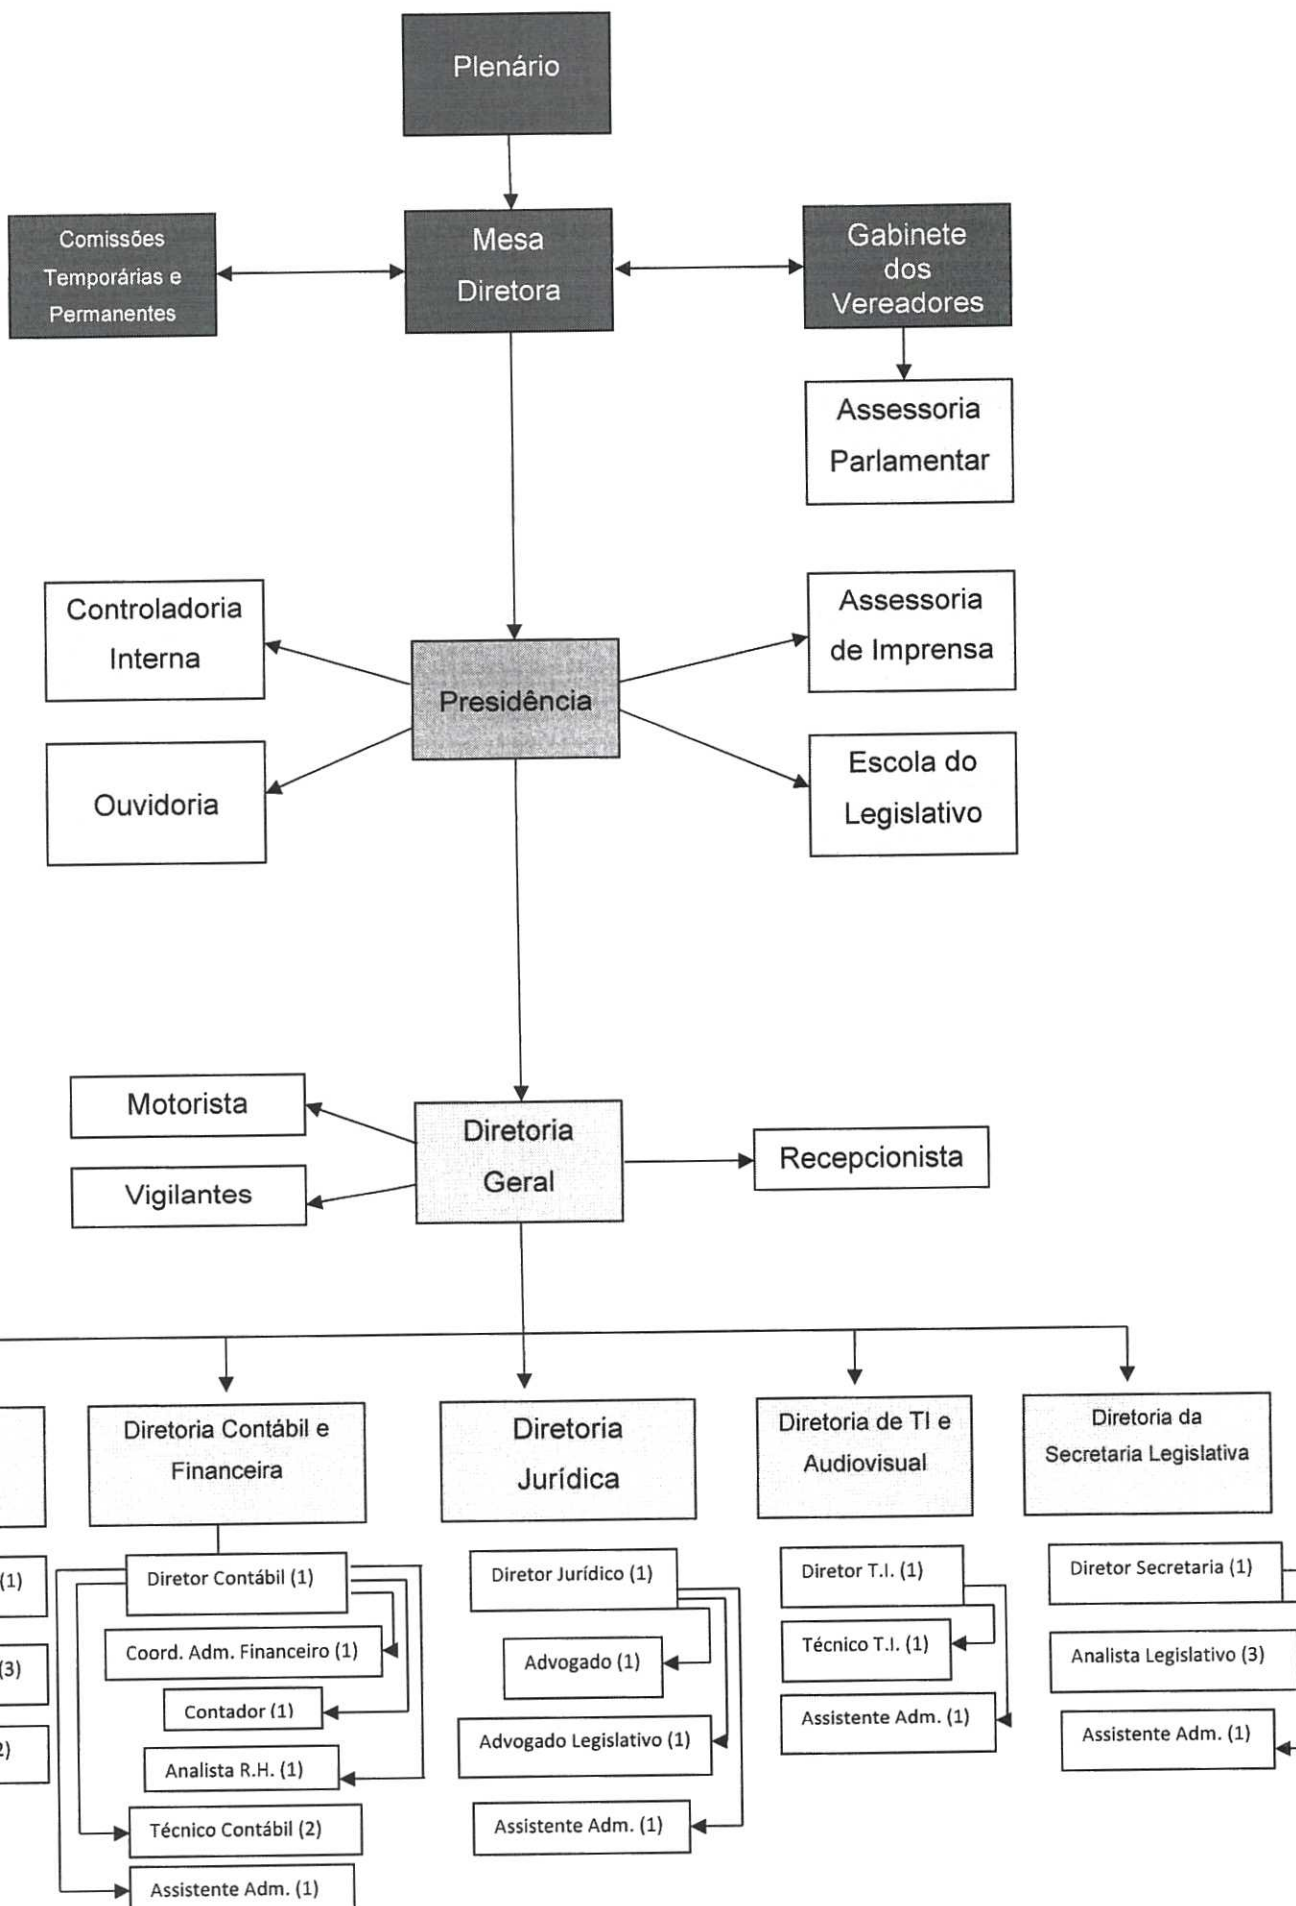 Plenário
Comissões
Temporárias e
Permanentes
Mesa
Diretora
Gabinete
dos
Vereadores
Assessoria
Parlamentar
Controladoria
Interna
Assessoria
de Imprensa
Presidência
Ouvidoria
Escola do
Legislativo
Motorista
Diretoria
Geral
Recepcionista
Vigilantes
Diretoria Contábil e
Financeira
Diretoria
Jurídica
Diretoria de TI e
Audiovisual
Diretoria da
Secretaria Legislativa
(1)
(3)
2)
Diretor Contábil (1)
Coord. Adm. Financeiro (1)
Contador (1)
Analista R.H. (1)
Técnico Contábil (2)
Assistente Adm. (1)
Diretor Jurídico (1)
Advogado (1)
Advogado Legislativo (1)
Assistente Adm. (1)
Diretor T.I. (1)
Técnico T.I. (1)
Assistente Adm. (1)
Diretor Secretaria (1)
Analista Legislativo (3)
Assistente Adm. (1)